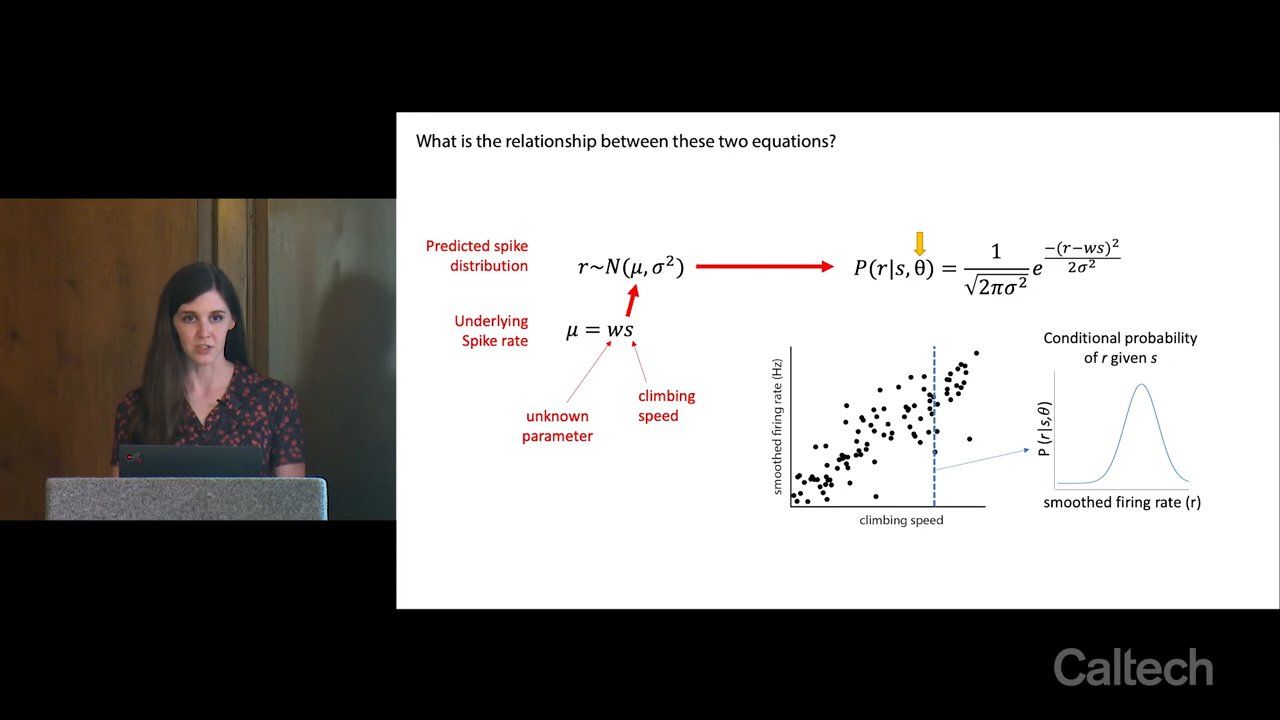 What is the relationship between these two equations?
Predicted spike
distribution
r~N(μ, σ²)
P(r|s, θ) = 1/√(2πσ²) e^(−(r−ws)²/2σ²)
Underlying
Spike rate
μ = ws
unknown
parameter
climbing
speed
smoothed firing rate (Hz)
climbing speed
Conditional probability
of r given s
P (r|s,θ)
smoothed firing rate (r)
Caltech